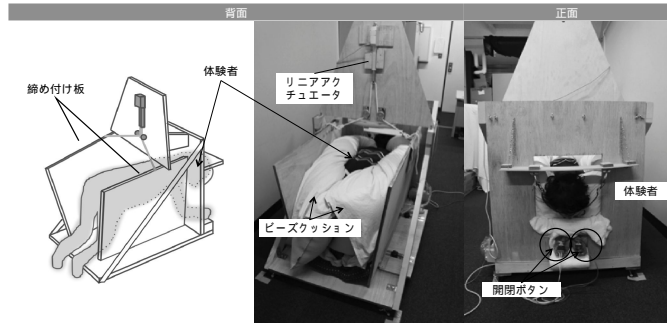 背面
正面
締め付け板
体験者
リニアアク
チュエータ
ビーズクッション
体験者
開閉ボタン